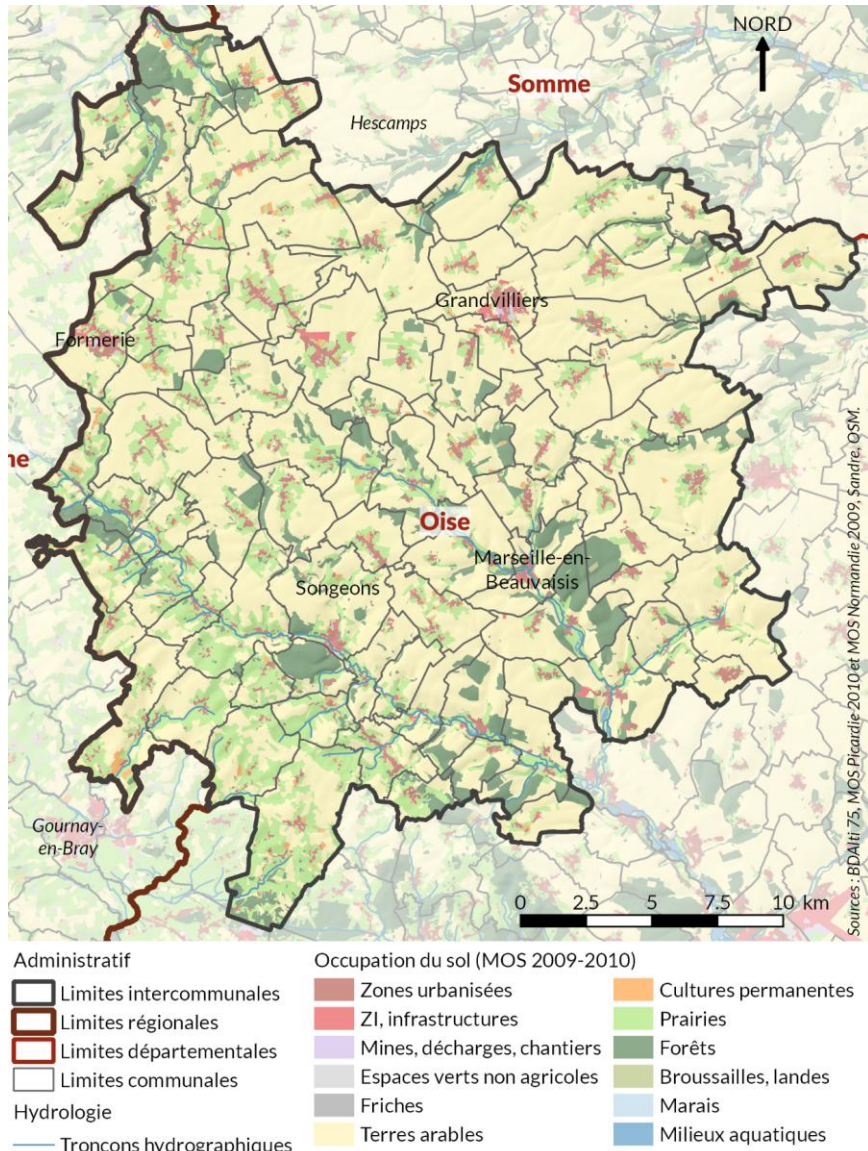 NORD
Somme
Hescamps
Grandvilliers
Formerie
ne
Oise
Marseille-en-
Beauvaisis
Songeons
Gournay-
en-Bray
0 2.5 5 7.5 10 km
Sources : BDAlti 75, MOS Picardie 2010 et MOS Normandie 2009, Sandre, OSM.
Administratif
Limites intercommunales
Limites régionales
Limites départementales
Limites communales
Hydrologie
Tronçons hydrographiques
Occupation du sol (MOS 2009-2010)
Zones urbanisées
ZI, infrastructures
Mines, décharges, chantiers
Espaces verts non agricoles
Friches
Terres arables
Cultures permanentes
Prairies
Forêts
Broussailles, landes
Marais
Milieux aquatiques